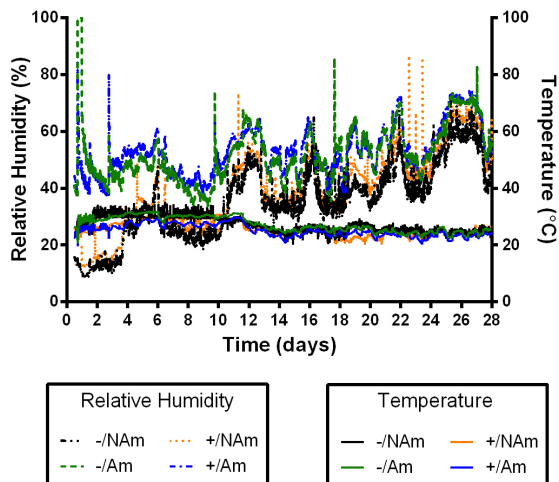 Relative Humidity (%)
100
80
60
40
20
0
100
80
60
40
20
0
Temperature (°C)
0 2 4 6 8 10 12 14 16 18 20 22 24 26 28
Time (days)
Relative Humidity
-/NAm +/NAm
-/Am +/Am
Temperature
-/NAm +/NAm
-/Am +/Am